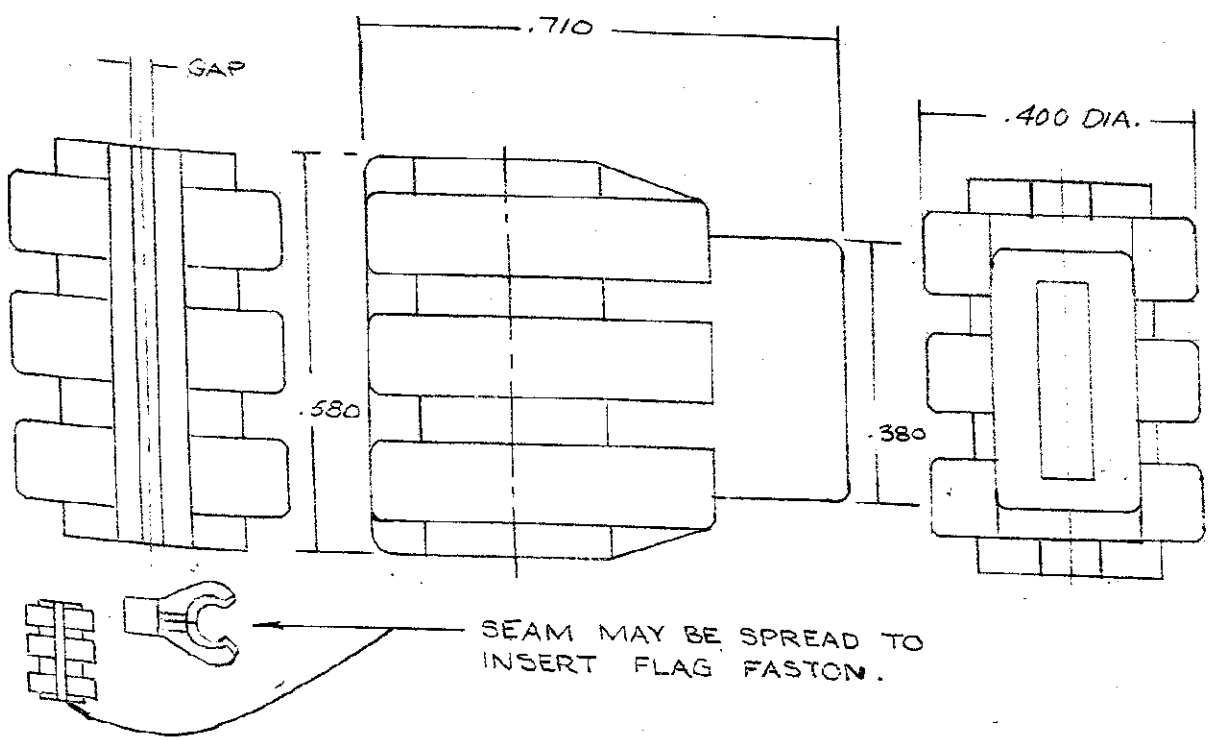 .710
GAP
.400 DIA.
.580
.380
SEAM MAY BE SPREAD TO
INSERT FLAG FASTON.